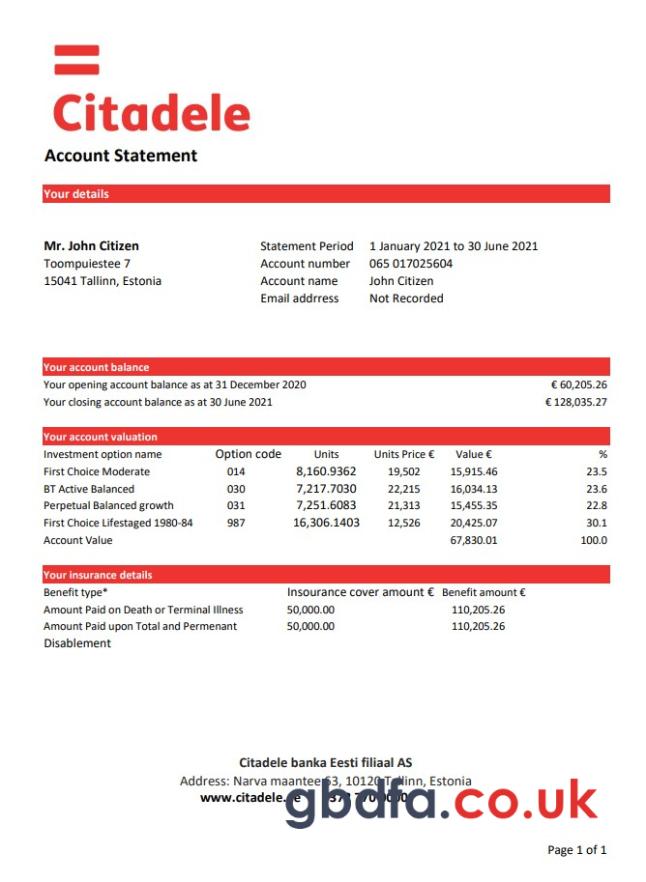 Citadele
Account Statement
Your details
Mr. John Citizen
Toompuiestee 7
15041 Tallinn, Estonia
Statement Period 1 January 2021 to 30 June 2021
Account number 065 017025604
Account name John Citizen
Email addrress Not Recorded
Your account balance
Your opening account balance as at 31 December 2020 € 60,205.26
Your closing account balance as at 30 June 2021 € 128,035.27
Your account valuation
Investment option name Option code Units Units Price € Value € %
First Choice Moderate 014 8,160.9362 19,502 15,915.46 23.5
BT Active Balanced 030 7,217.7030 22,215 16,034.13 23.6
Perpetual Balanced growth 031 7,251.6083 21,313 15,455.35 22.8
First Choice Lifestaged 1980-84 987 16,306.1403 12,526 20,425.07 30.1
Account Value 67,830.01 100.0
Your insurance details
Benefit type* Insourance cover amount € Benefit amount €
Amount Paid on Death or Terminal Illness 50,000.00 110,205.26
Amount Paid upon Total and Permenant 50,000.00 110,205.26
Disablement
Citadele banka Eesti filiaal AS
Address: Narva maantee 63, 10120 Tallinn, Estonia
www.citadele.ee
gbdfa.co.uk
Page 1 of 1